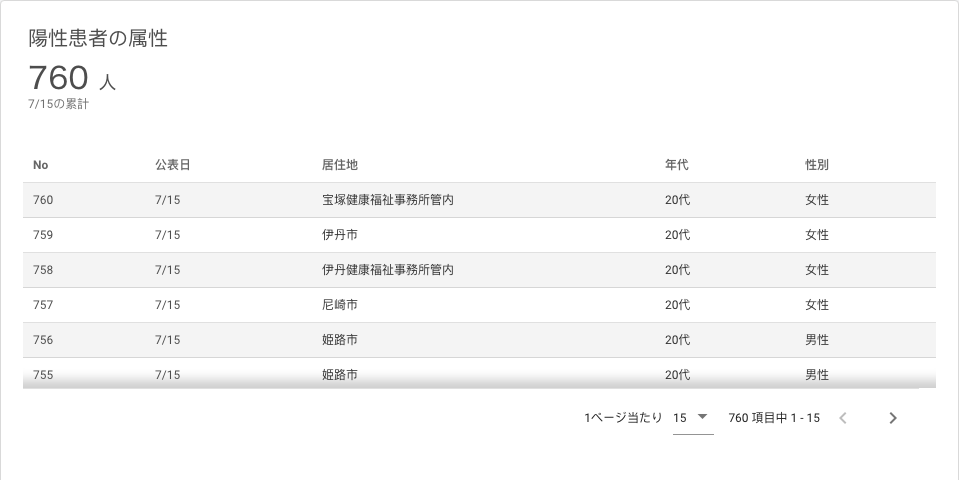 陽性患者の属性
760 人
7/15の累計
No 公表日 居住地 年代 性別
760 7/15 宝塚健康福祉事務所管内 20代 女性
759 7/15 伊丹市 20代 女性
758 7/15 伊丹健康福祉事務所管内 20代 女性
757 7/15 尼崎市 20代 女性
756 7/15 姫路市 20代 男性
755 7/15 姫路市 20代 男性
1ページ当たり 15 760 項目中 1 - 15